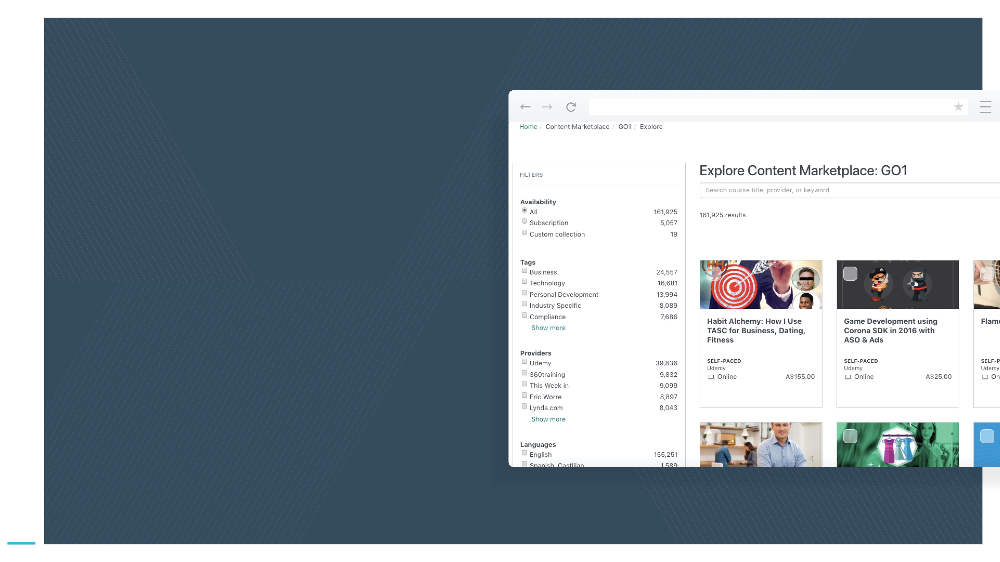 Home / Content Marketplace / GO1 / Explore
FILTERS
Availability
All 161,925
Subscription 5,057
Custom collection 19
Tags
Business 24,557
Technology 16,681
Personal Development 13,994
Industry Specific 8,089
Compliance 7,686
Show more
Providers
Udemy 39,836
360training 9,832
This Week in 9,099
Eric Worre 8,897
Lynda.com 8,043
Show more
Languages
English 155,251
Spanish; Castilian 1,589
Explore Content Marketplace: GO1
Search course title, provider, or keyword
161,925 results
Habit Alchemy: How I Use
TASC for Business, Dating,
Fitness
SELF-PACED
Udemy
Online A$155.00
Game Development using
Corona SDK in 2016 with
ASO & Ads
SELF-PACED
Udemy
Online A$25.00
Flame
SELF-P
Udemy
On